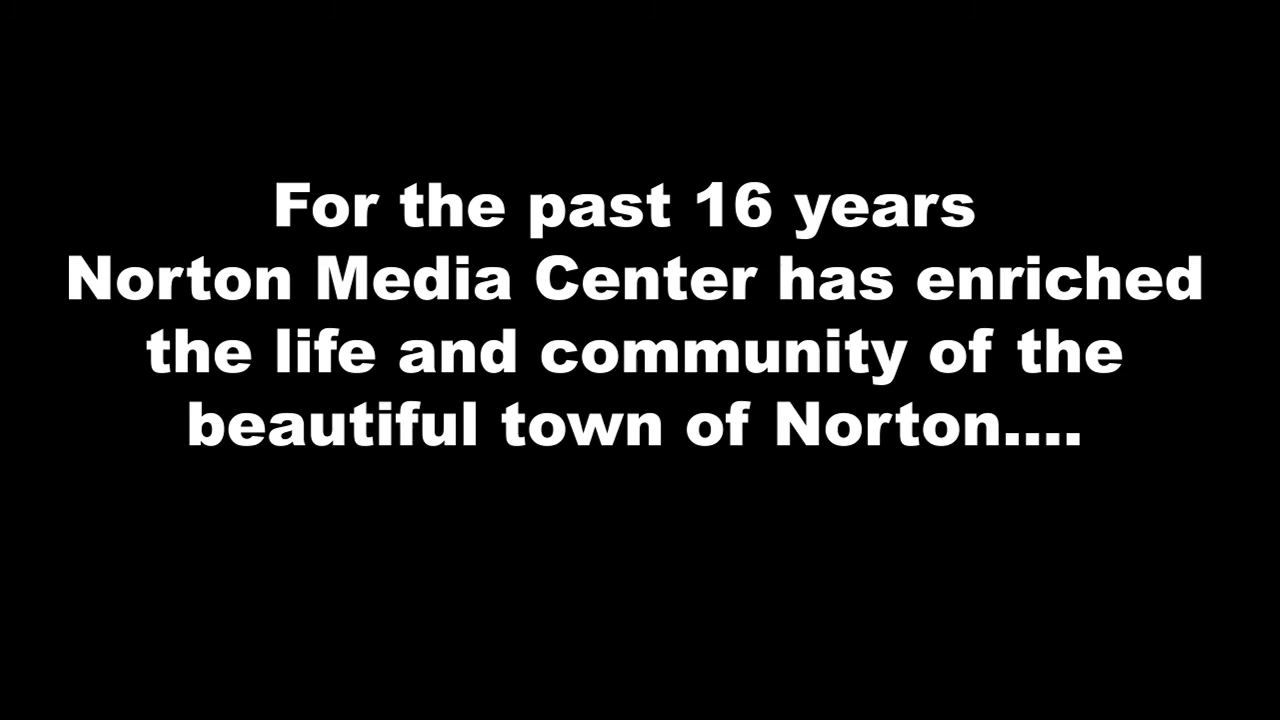 For the past 16 years
Norton Media Center has enriched
the life and community of the
beautiful town of Norton....